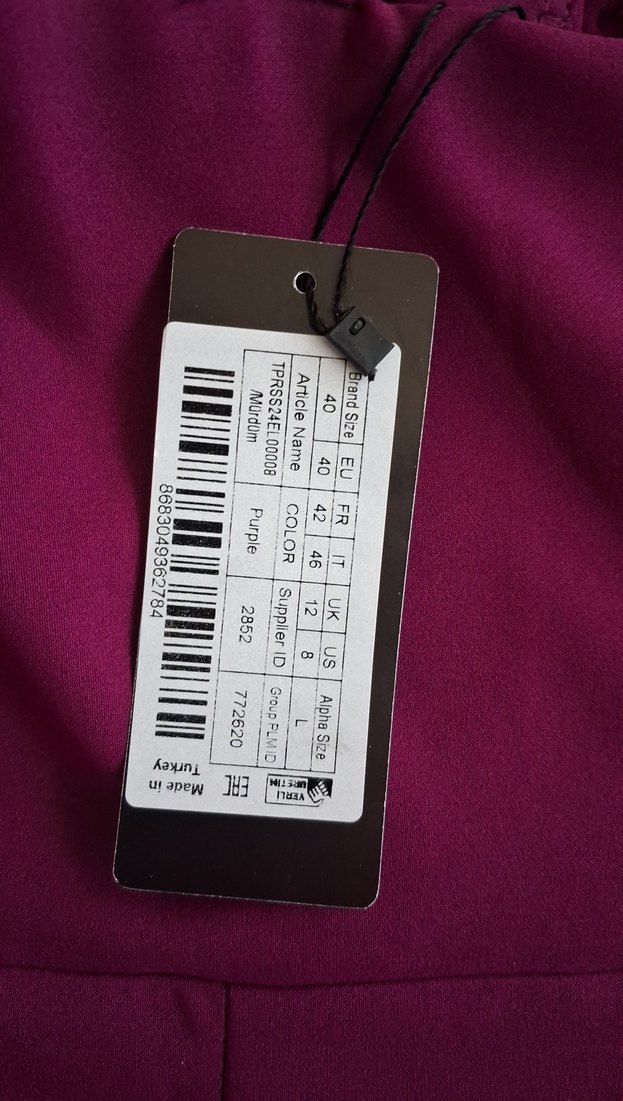 Brand Size EU FR IT UK US Alpha Size
40 40 42 46 12 8 L
Article Name COLOR Supplier ID Group PLM ID
TPRSS24EL00008 Purple 2852 772620
/Mürdüm
8683049362784
YERLİ
ÜRETİM
EAC
Made in
Turkey